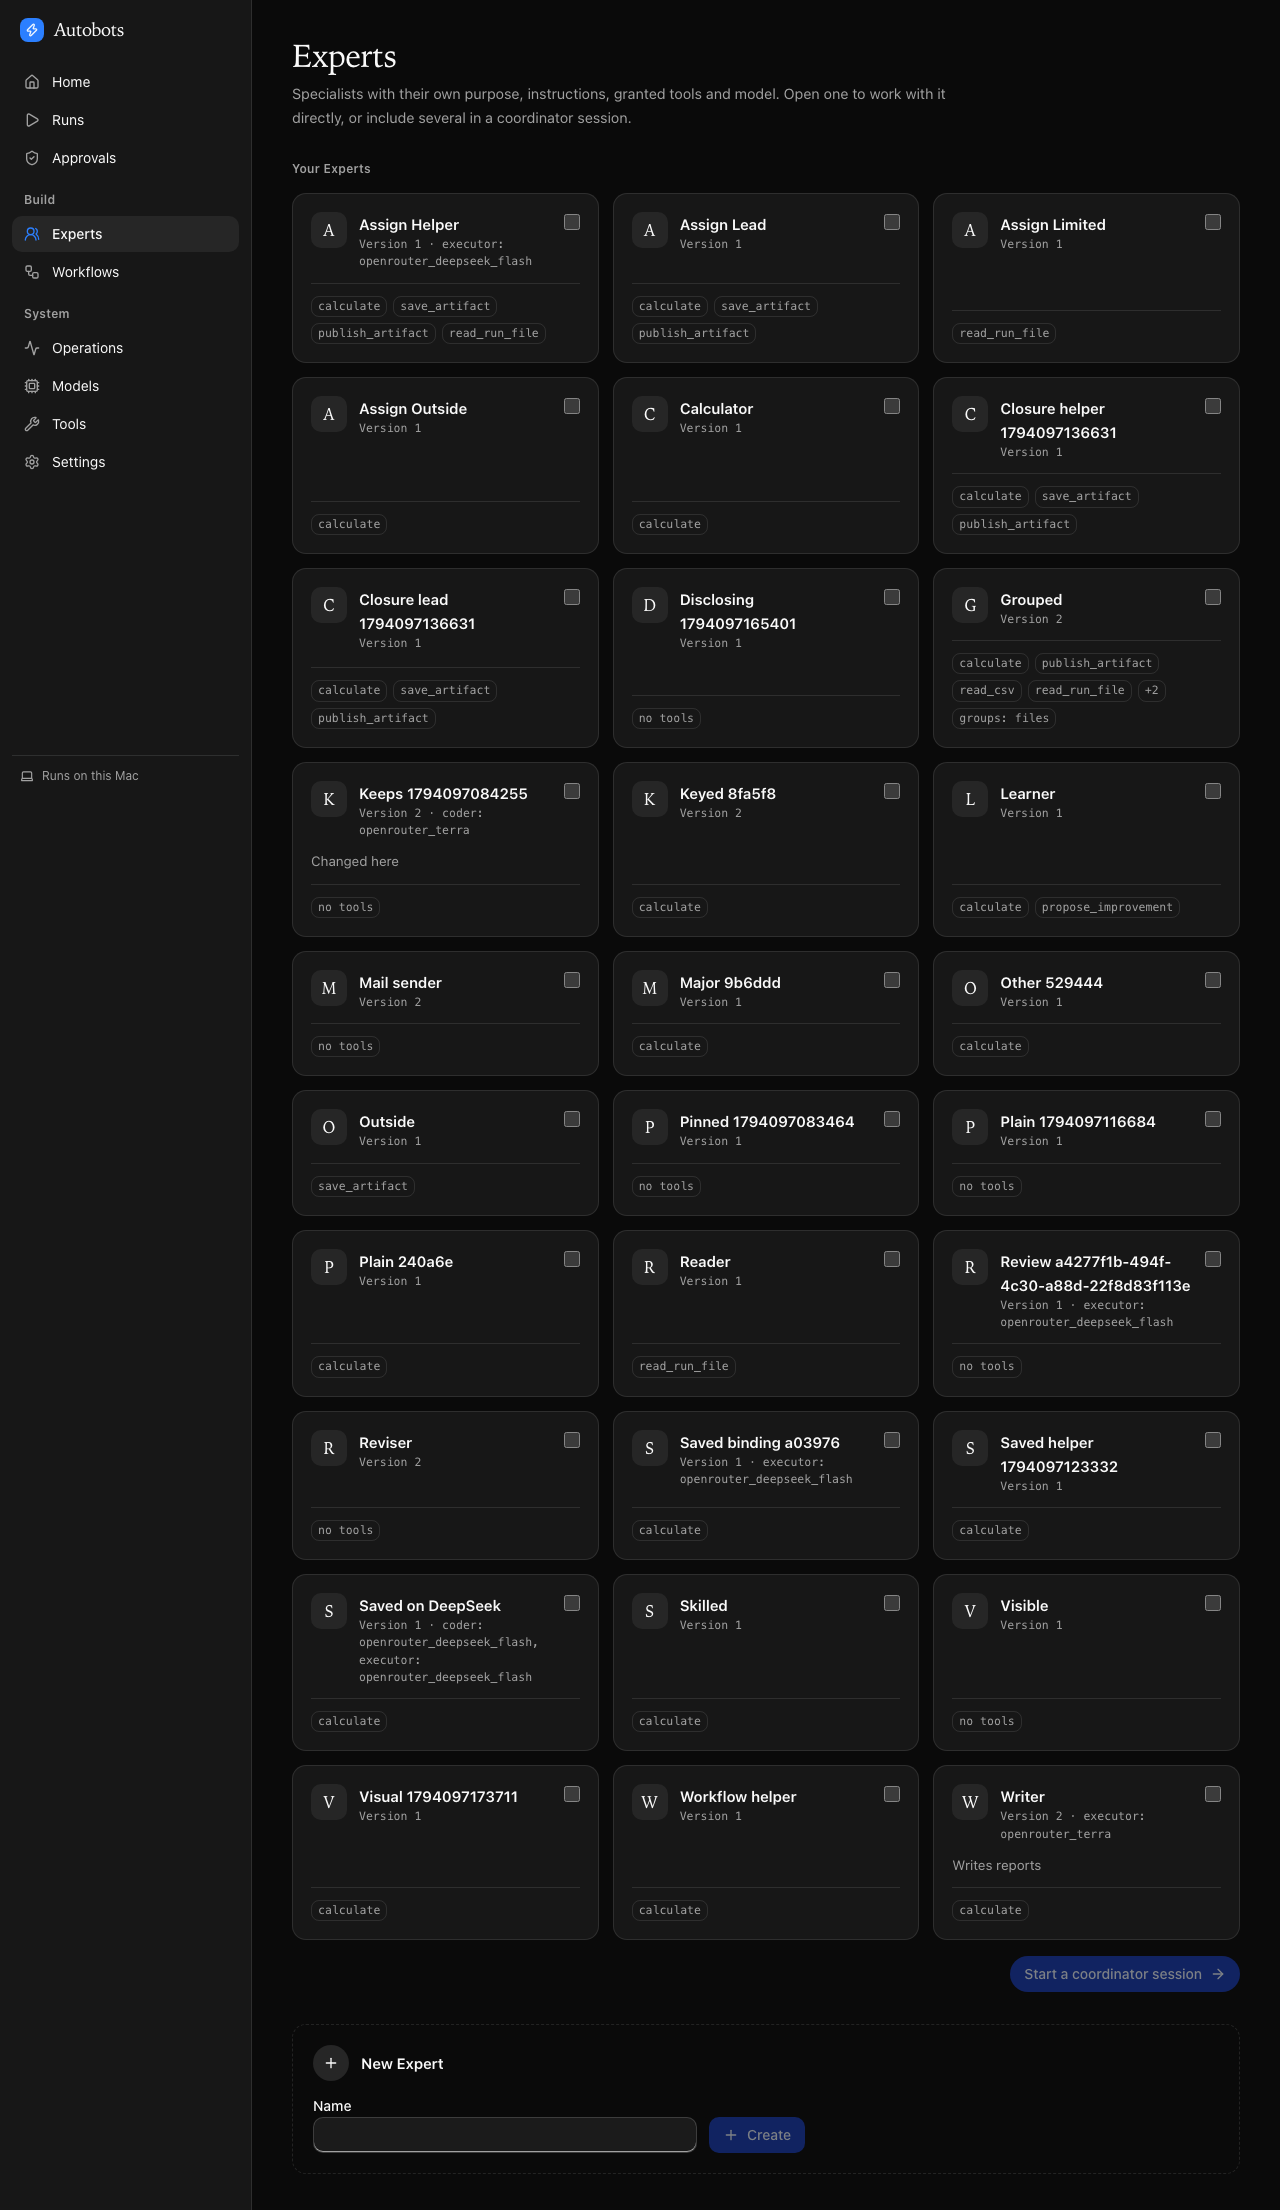 Autobots
Home
Runs
Approvals
Build
Experts
Workflows
System
Operations
Models
Tools
Settings
Runs on this Mac
Experts
Specialists with their own purpose, instructions, granted tools and model. Open one to work with it
directly, or include several in a coordinator session.
Your Experts
A
Assign Helper
Version 1 · executor:
openrouter_deepseek_flash
calculate save_artifact
publish_artifact read_run_file
A
Assign Lead
Version 1
calculate save_artifact
publish_artifact
A
Assign Limited
Version 1
read_run_file
A
Assign Outside
Version 1
calculate
C
Calculator
Version 1
calculate
C
Closure helper
1794097136631
Version 1
calculate save_artifact
publish_artifact
C
Closure lead
1794097136631
Version 1
calculate save_artifact
publish_artifact
D
Disclosing
1794097165401
Version 1
no tools
G
Grouped
Version 2
calculate publish_artifact
read_csv read_run_file +2
groups: files
K
Keeps 1794097084255
Version 2 · coder:
openrouter_terra
Changed here
no tools
K
Keyed 8fa5f8
Version 2
calculate
L
Learner
Version 1
calculate propose_improvement
M
Mail sender
Version 2
no tools
M
Major 9b6ddd
Version 1
calculate
O
Other 529444
Version 1
calculate
O
Outside
Version 1
save_artifact
P
Pinned 1794097083464
Version 1
no tools
P
Plain 1794097116684
Version 1
no tools
P
Plain 240a6e
Version 1
calculate
R
Reader
Version 1
read_run_file
R
Review a4277f1b-494f-
4c30-a88d-22f8d83f113e
Version 1 · executor:
openrouter_deepseek_flash
no tools
R
Reviser
Version 2
no tools
S
Saved binding a03976
Version 1 · executor:
openrouter_deepseek_flash
calculate
S
Saved helper
1794097123332
Version 1
calculate
S
Saved on DeepSeek
Version 1 · coder:
openrouter_deepseek_flash,
executor:
openrouter_deepseek_flash
calculate
S
Skilled
Version 1
calculate
V
Visible
Version 1
no tools
V
Visual 1794097173711
Version 1
calculate
W
Workflow helper
Version 1
calculate
W
Writer
Version 2 · executor:
openrouter_terra
Writes reports
calculate
Start a coordinator session
New Expert
Name
Create